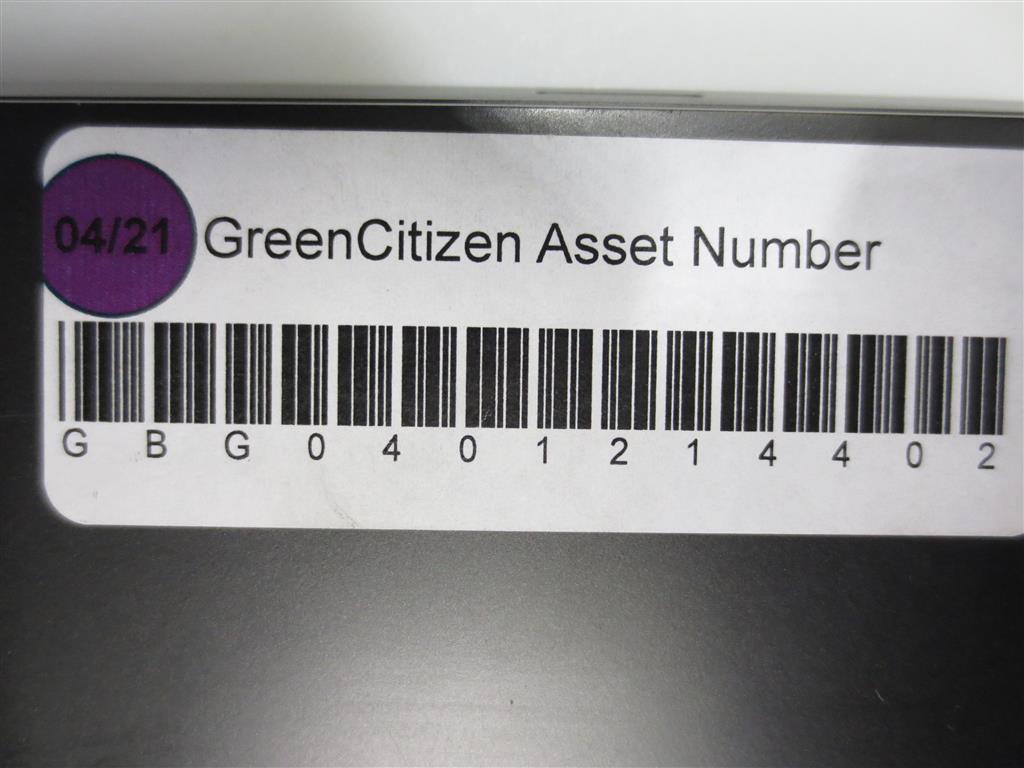 04/21 GreenCitizen Asset Number
G B G 0 4 0 1 2 1 4 4 0 2